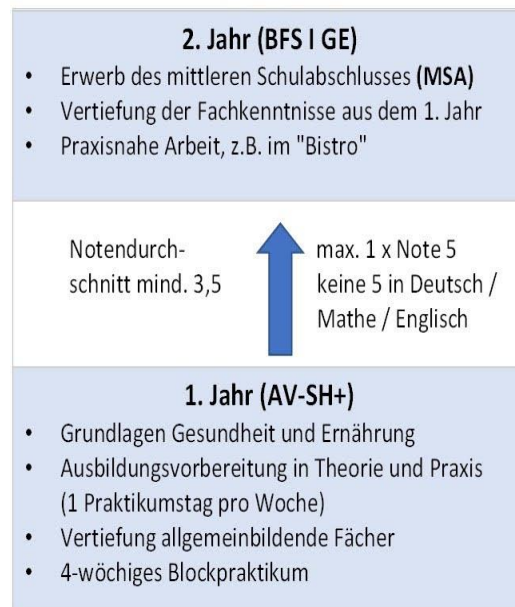 2. Jahr (BFS I GE)
• Erwerb des mittleren Schulabschlusses (MSA)
• Vertiefung der Fachkenntnisse aus dem 1. Jahr
• Praxisnahe Arbeit, z.B. im "Bistro"
Notendurch-
schnitt mind. 3,5
max. 1 x Note 5
keine 5 in Deutsch /
Mathe / Englisch
1. Jahr (AV-SH+)
• Grundlagen Gesundheit und Ernährung
• Ausbildungsvorbereitung in Theorie und Praxis
(1 Praktikumstag pro Woche)
• Vertiefung allgemeinbildende Fächer
• 4-wöchiges Blockpraktikum